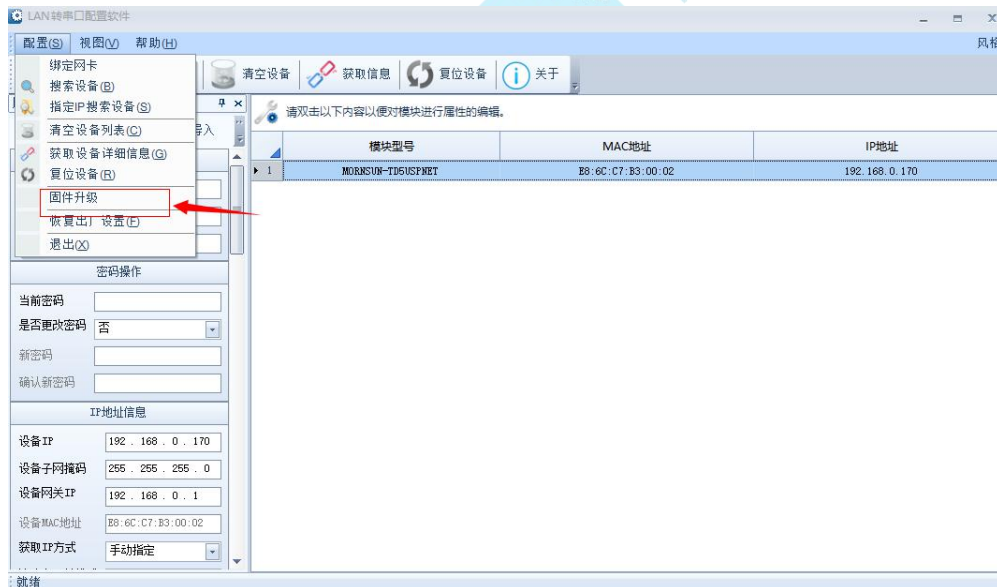 LAN转串口配置软件
配置(S) 视图(V) 帮助(H)
风格
绑定网卡
搜索设备(B)
指定IP搜索设备(S)
清空设备列表(C)
获取设备详细信息(G)
复位设备(R)
固件升级
恢复出厂设置(F)
退出(X)
清空设备 获取信息 复位设备 关于
导入
请双击以下内容以便对模块进行属性的编辑。
模块型号 MAC地址 IP地址
1 MORNSUN-TD5USPNET E8:6C:C7:B3:00:02 192.168.0.170
密码操作
当前密码
是否更改密码 否
新密码
确认新密码
IP地址信息
设备IP 192 . 168 . 0 . 170
设备子网掩码 255 . 255 . 255 . 0
设备网关IP 192 . 168 . 0 . 1
设备MAC地址 E8:6C:C7:B3:00:02
获取IP方式 手动指定
就绪